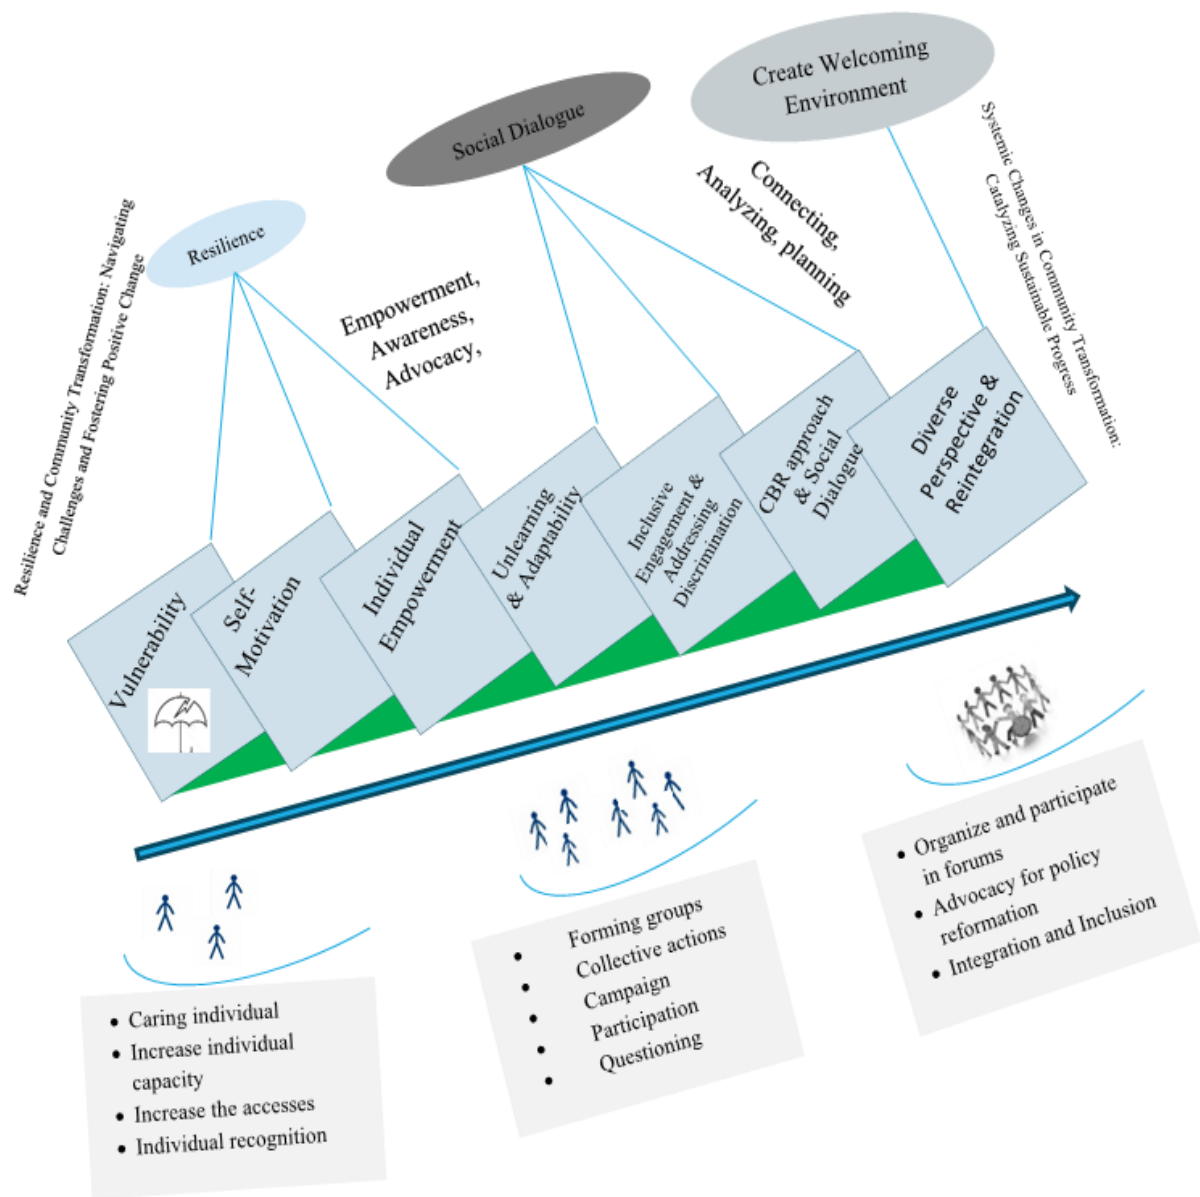 Create Welcoming
Environment
Social Dialogue
Resilience
Resilience and Community Transformation: Navigating
Challenges and Fostering Positive Change
Empowerment,
Awareness,
Advocacy,
Connecting,
Analyzing, planning
Systemic Changes in Community Transformation:
Catalyzing Sustainable Progress
Vulnerability
Self-
Motivation
Individual
Empowerment
Unlearning
& Adaptability
Inclusive
Engagement &
Addressing
Discrimination
CBR approach
& Social
Dialogue
Diverse
Perspective &
Reintegration
• Caring individual
• Increase individual
capacity
• Increase the accesses
• Individual recognition
• Forming groups
• Collective actions
• Campaign
• Participation
• Questioning
• Organize and participate
in forums
• Advocacy for policy
reformation
• Integration and Inclusion